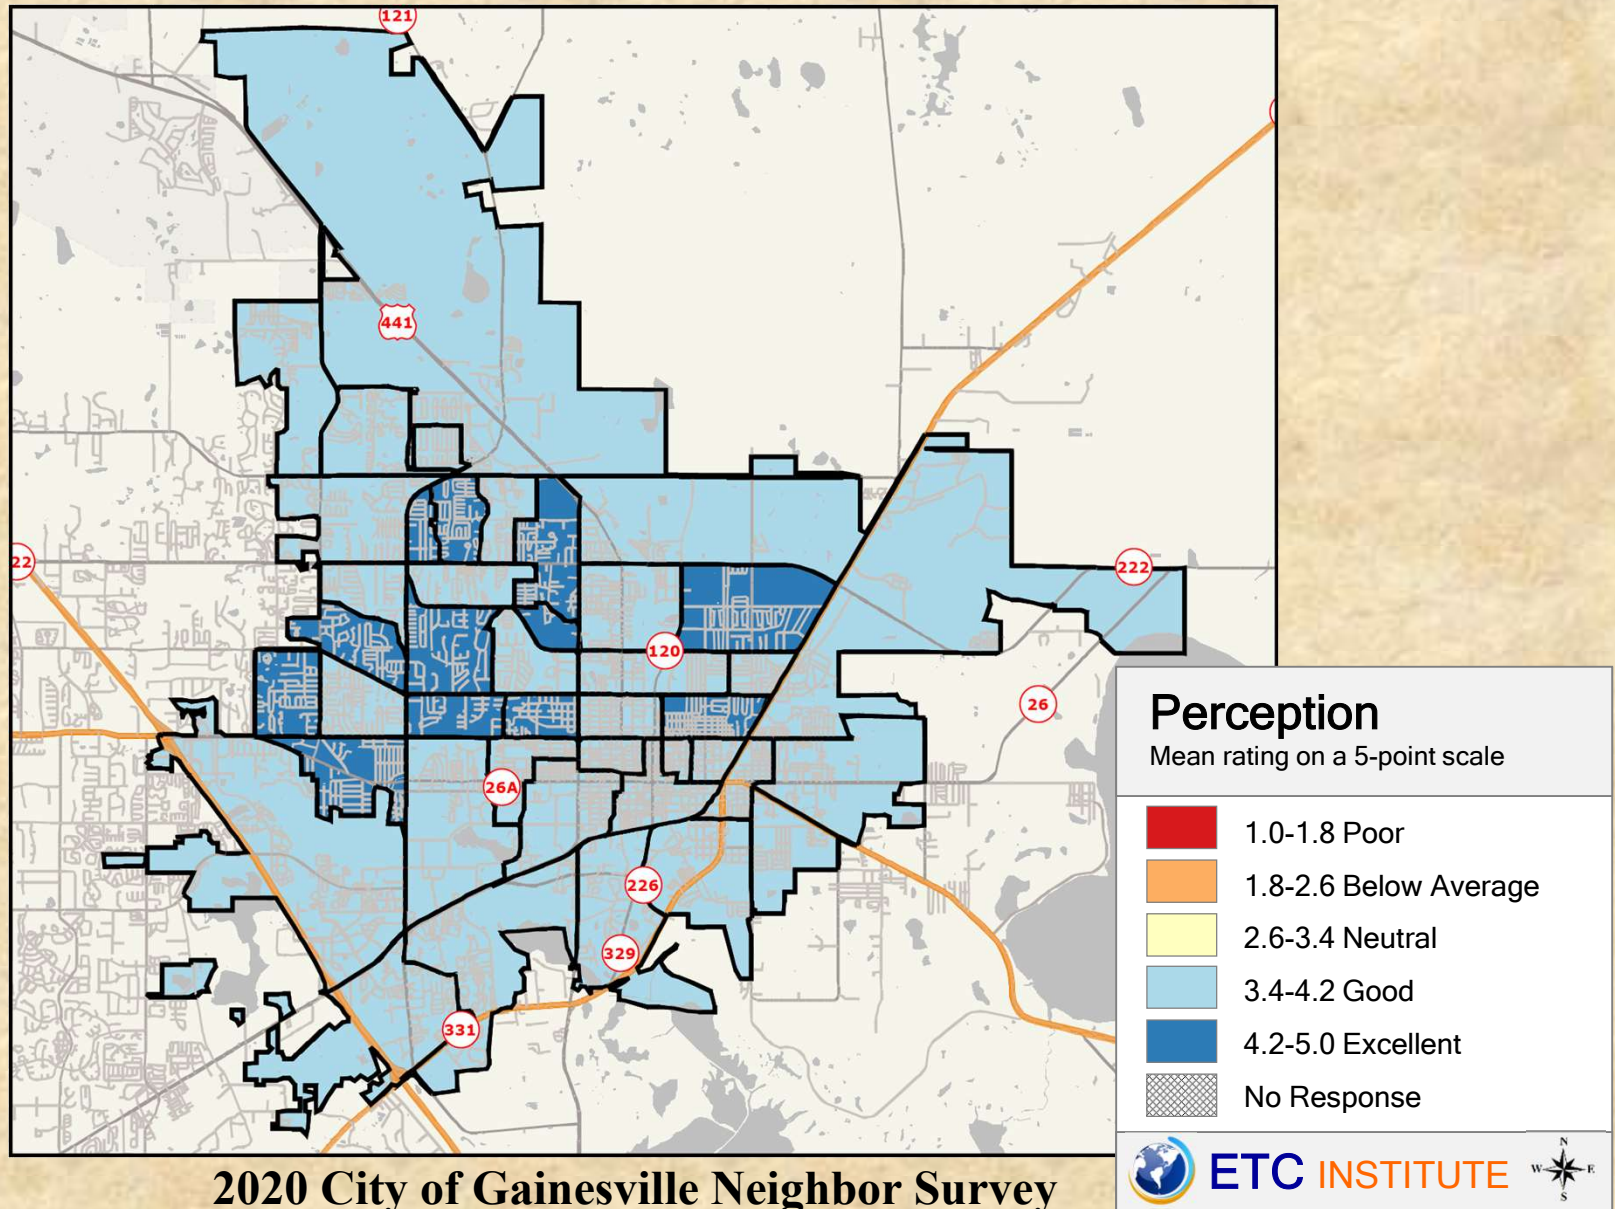 121
441
22
222
120
26
26A
226
329
331
Perception
Mean rating on a 5-point scale
1.0-1.8 Poor
1.8-2.6 Below Average
2.6-3.4 Neutral
3.4-4.2 Good
4.2-5.0 Excellent
No Response
ETC INSTITUTE
N
W E
S
2020 City of Gainesville Neighbor Survey